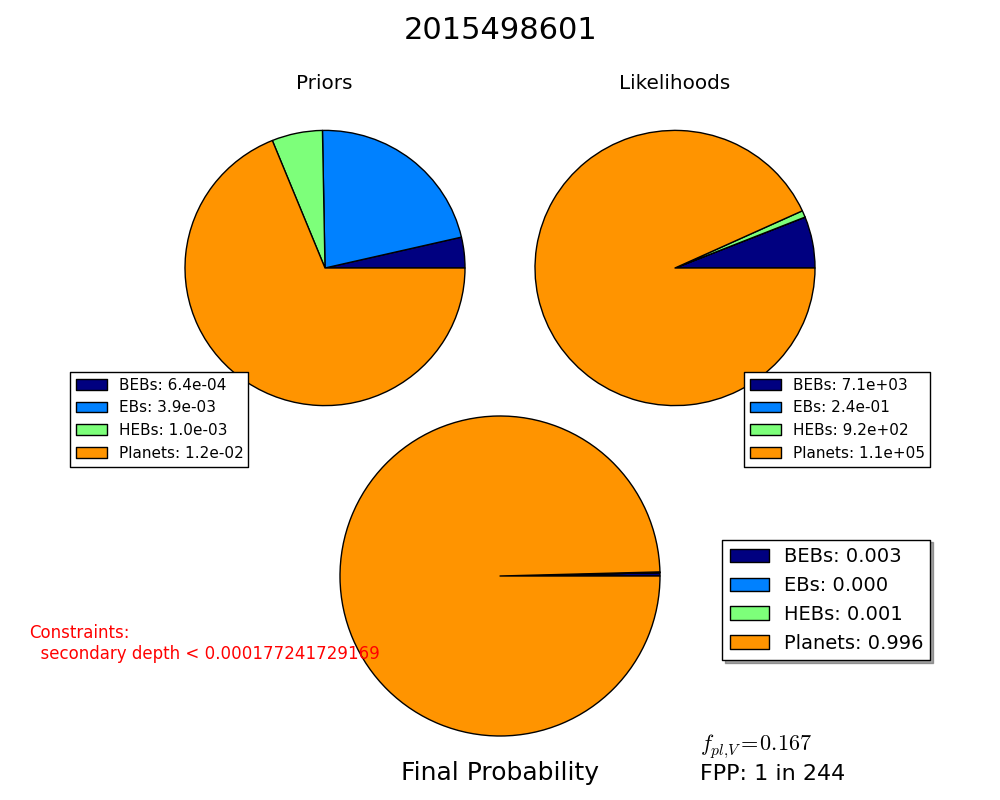 2015498601
Priors
Likelihoods
BEBs: 6.4e-04
EBs: 3.9e-03
HEBs: 1.0e-03
Planets: 1.2e-02
BEBs: 7.1e+03
EBs: 2.4e-01
HEBs: 9.2e+02
Planets: 1.1e+05
BEBs: 0.003
EBs: 0.000
HEBs: 0.001
Planets: 0.996
Constraints:
secondary depth < 0.000177241729169
f_{pl,V}=0.167
Final Probability
FPP: 1 in 244